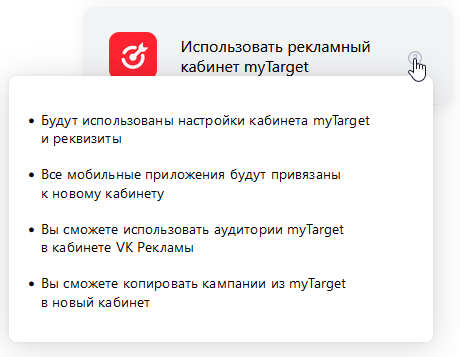 Использовать рекламный
кабинет myTarget
• Будут использованы настройки кабинета myTarget
и реквизиты
• Все мобильные приложения будут привязаны
к новому кабинету
• Вы сможете использовать аудитории myTarget
в кабинете VK Рекламы
• Вы сможете копировать кампании из myTarget
в новый кабинет